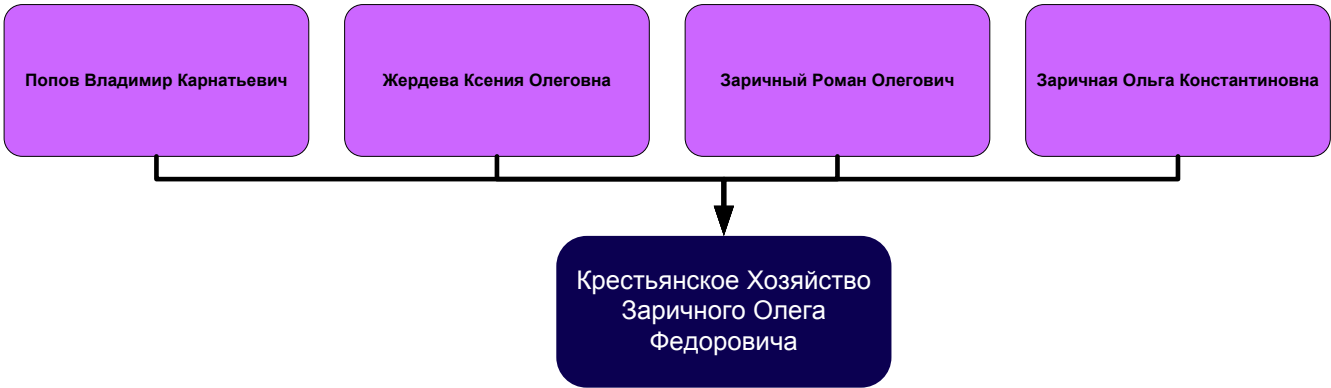 Попов Владимир Карнатьевич
Жердева Ксения Олеговна
Заричный Роман Олегович
Заричная Ольга Константиновна
Крестьянское Хозяйство
Заричного Олега
Федоровича